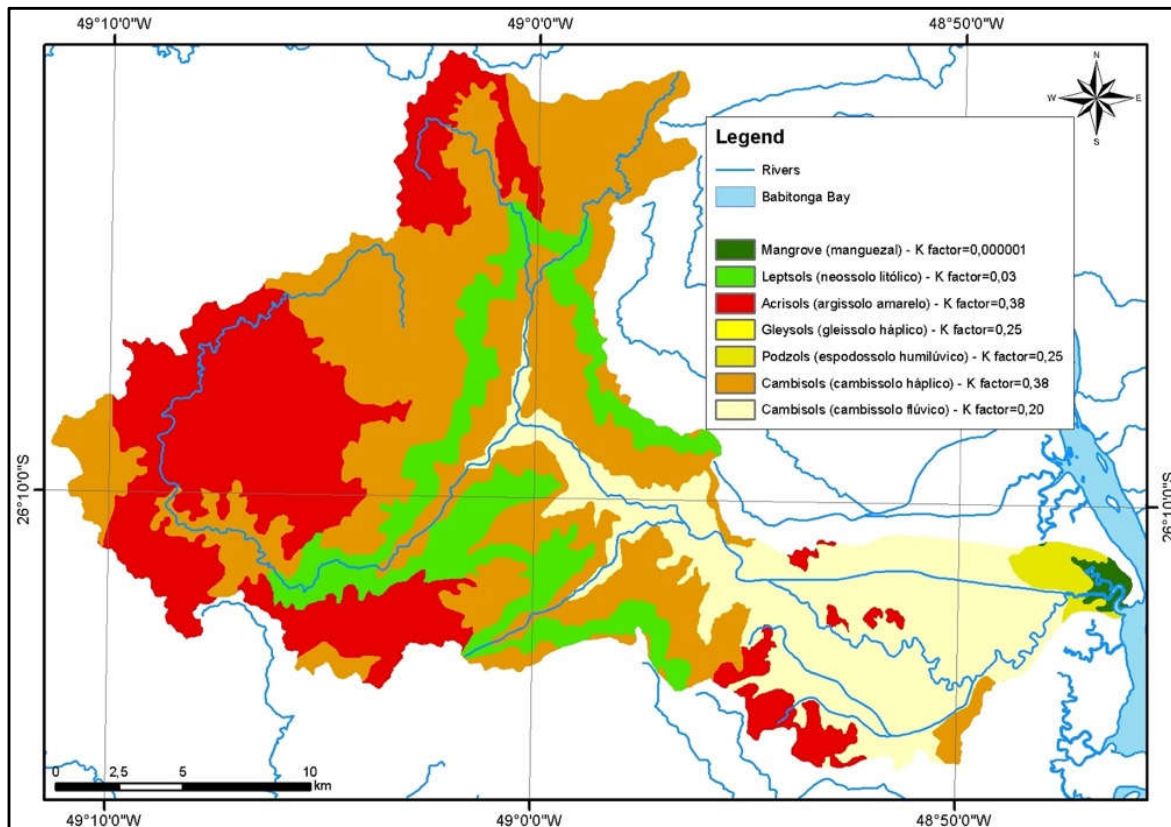 49°10'0"W
49°0'0"W
48°50'0"W
N
W
E
S
Legend
Rivers
Babitonga Bay
Mangrove (manguezal) - K factor=0,000001
Leptsols (neossolo litólico) - K factor=0,03
Acrisols (argissolo amarelo) - K factor=0,38
Gleysols (gleissolo háplico) - K factor=0,25
Podzols (espodossolo humilúvico) - K factor=0,25
Cambisols (cambissolo háplico) - K factor=0,38
Cambisols (cambissolo flúvico) - K factor=0,20
26°10'0"S
26°10'0"S
0 2,5 5 10
km
49°10'0"W
49°0'0"W
48°50'0"W